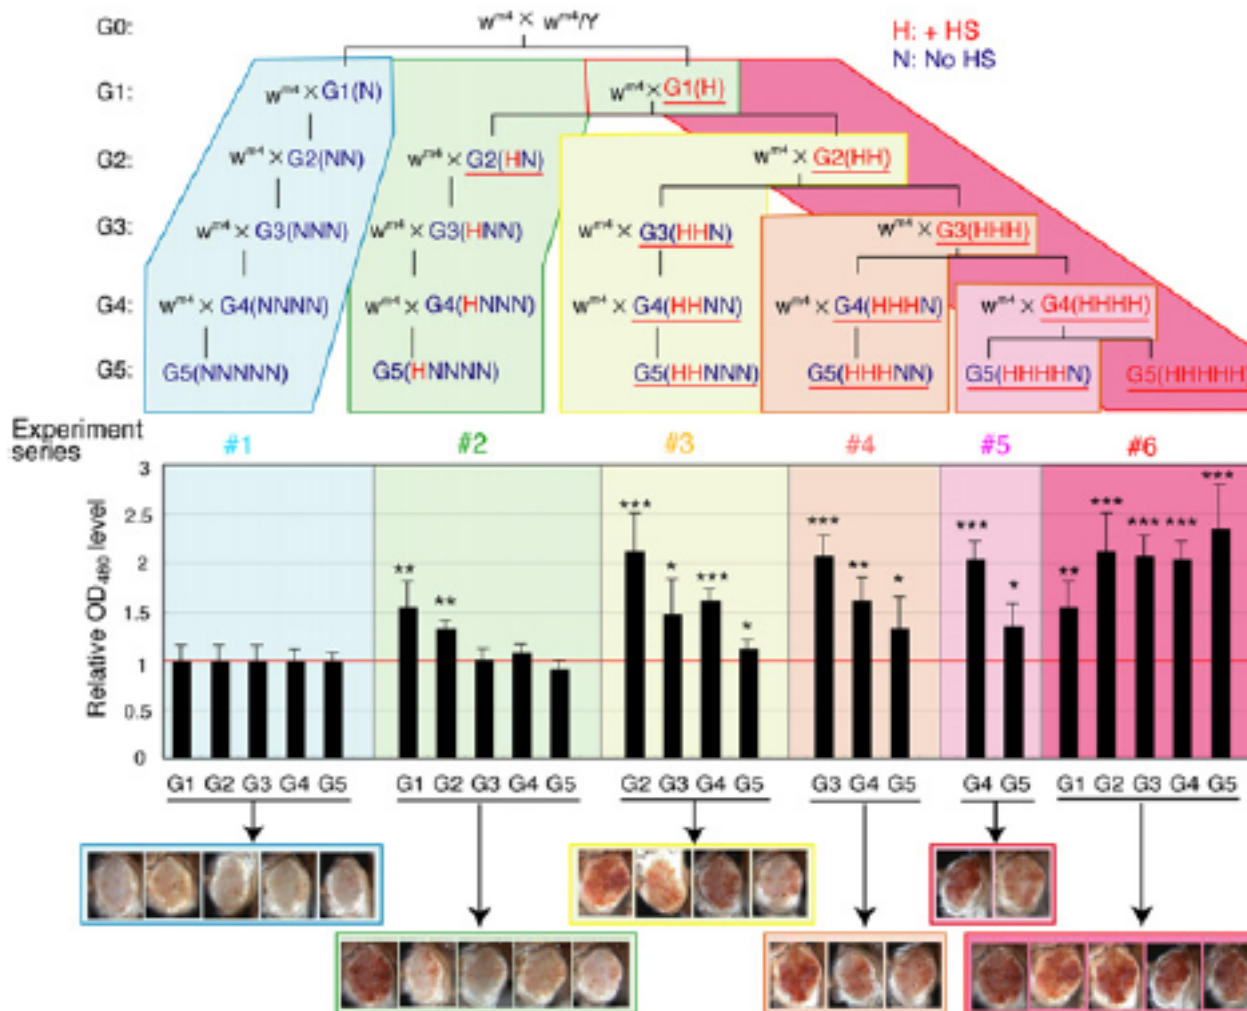 G0: w^m4 × w^m4/Y
H: + HS
N: No HS
G1: w^m4 × G1(N) w^m4 × G1(H)
G2: w^m4 × G2(NN) w^m4 × G2(HN) w^m4 × G2(HH)
G3: w^m4 × G3(NNN) w^m4 × G3(HNN) w^m4 × G3(HHN) w^m4 × G3(HHH)
G4: w^m4 × G4(NNNN) w^m4 × G4(HNNN) w^m4 × G4(HHNN) w^m4 × G4(HHHN) w^m4 × G4(HHHH)
G5: G5(NNNNN) G5(HNNNN) G5(HHNNN) G5(HHHNN) G5(HHHHN) G5(HHHHH
Experiment
series
#1 #2 #3 #4 #5 #6
Relative OD480 level
3
2.5
2
1.5
1
0.5
0
** ** *** * *** * *** ** * *** * ** *** *** *** ***
G1 G2 G3 G4 G5 G1 G2 G3 G4 G5 G2 G3 G4 G5 G3 G4 G5 G4 G5 G1 G2 G3 G4 G5